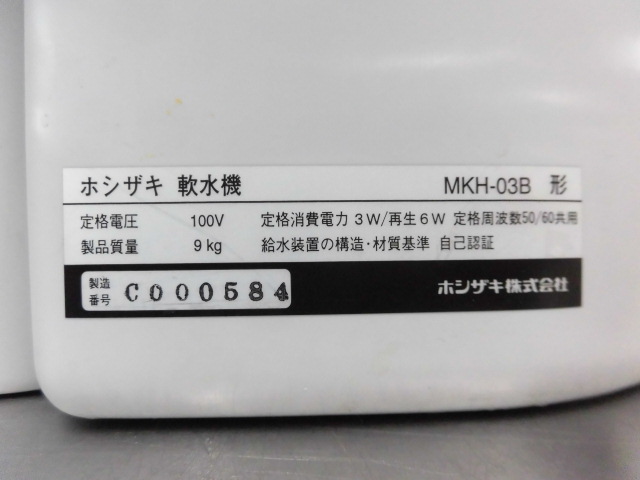 ホシザキ 軟水機 MKH-03B 形
定格電圧 100V 定格消費電力 3W/再生6W 定格周波数50/60共用
製品質量 9kg 給水装置の構造・材質基準 自己認証
製造番号 C000584 ホシザキ株式会社